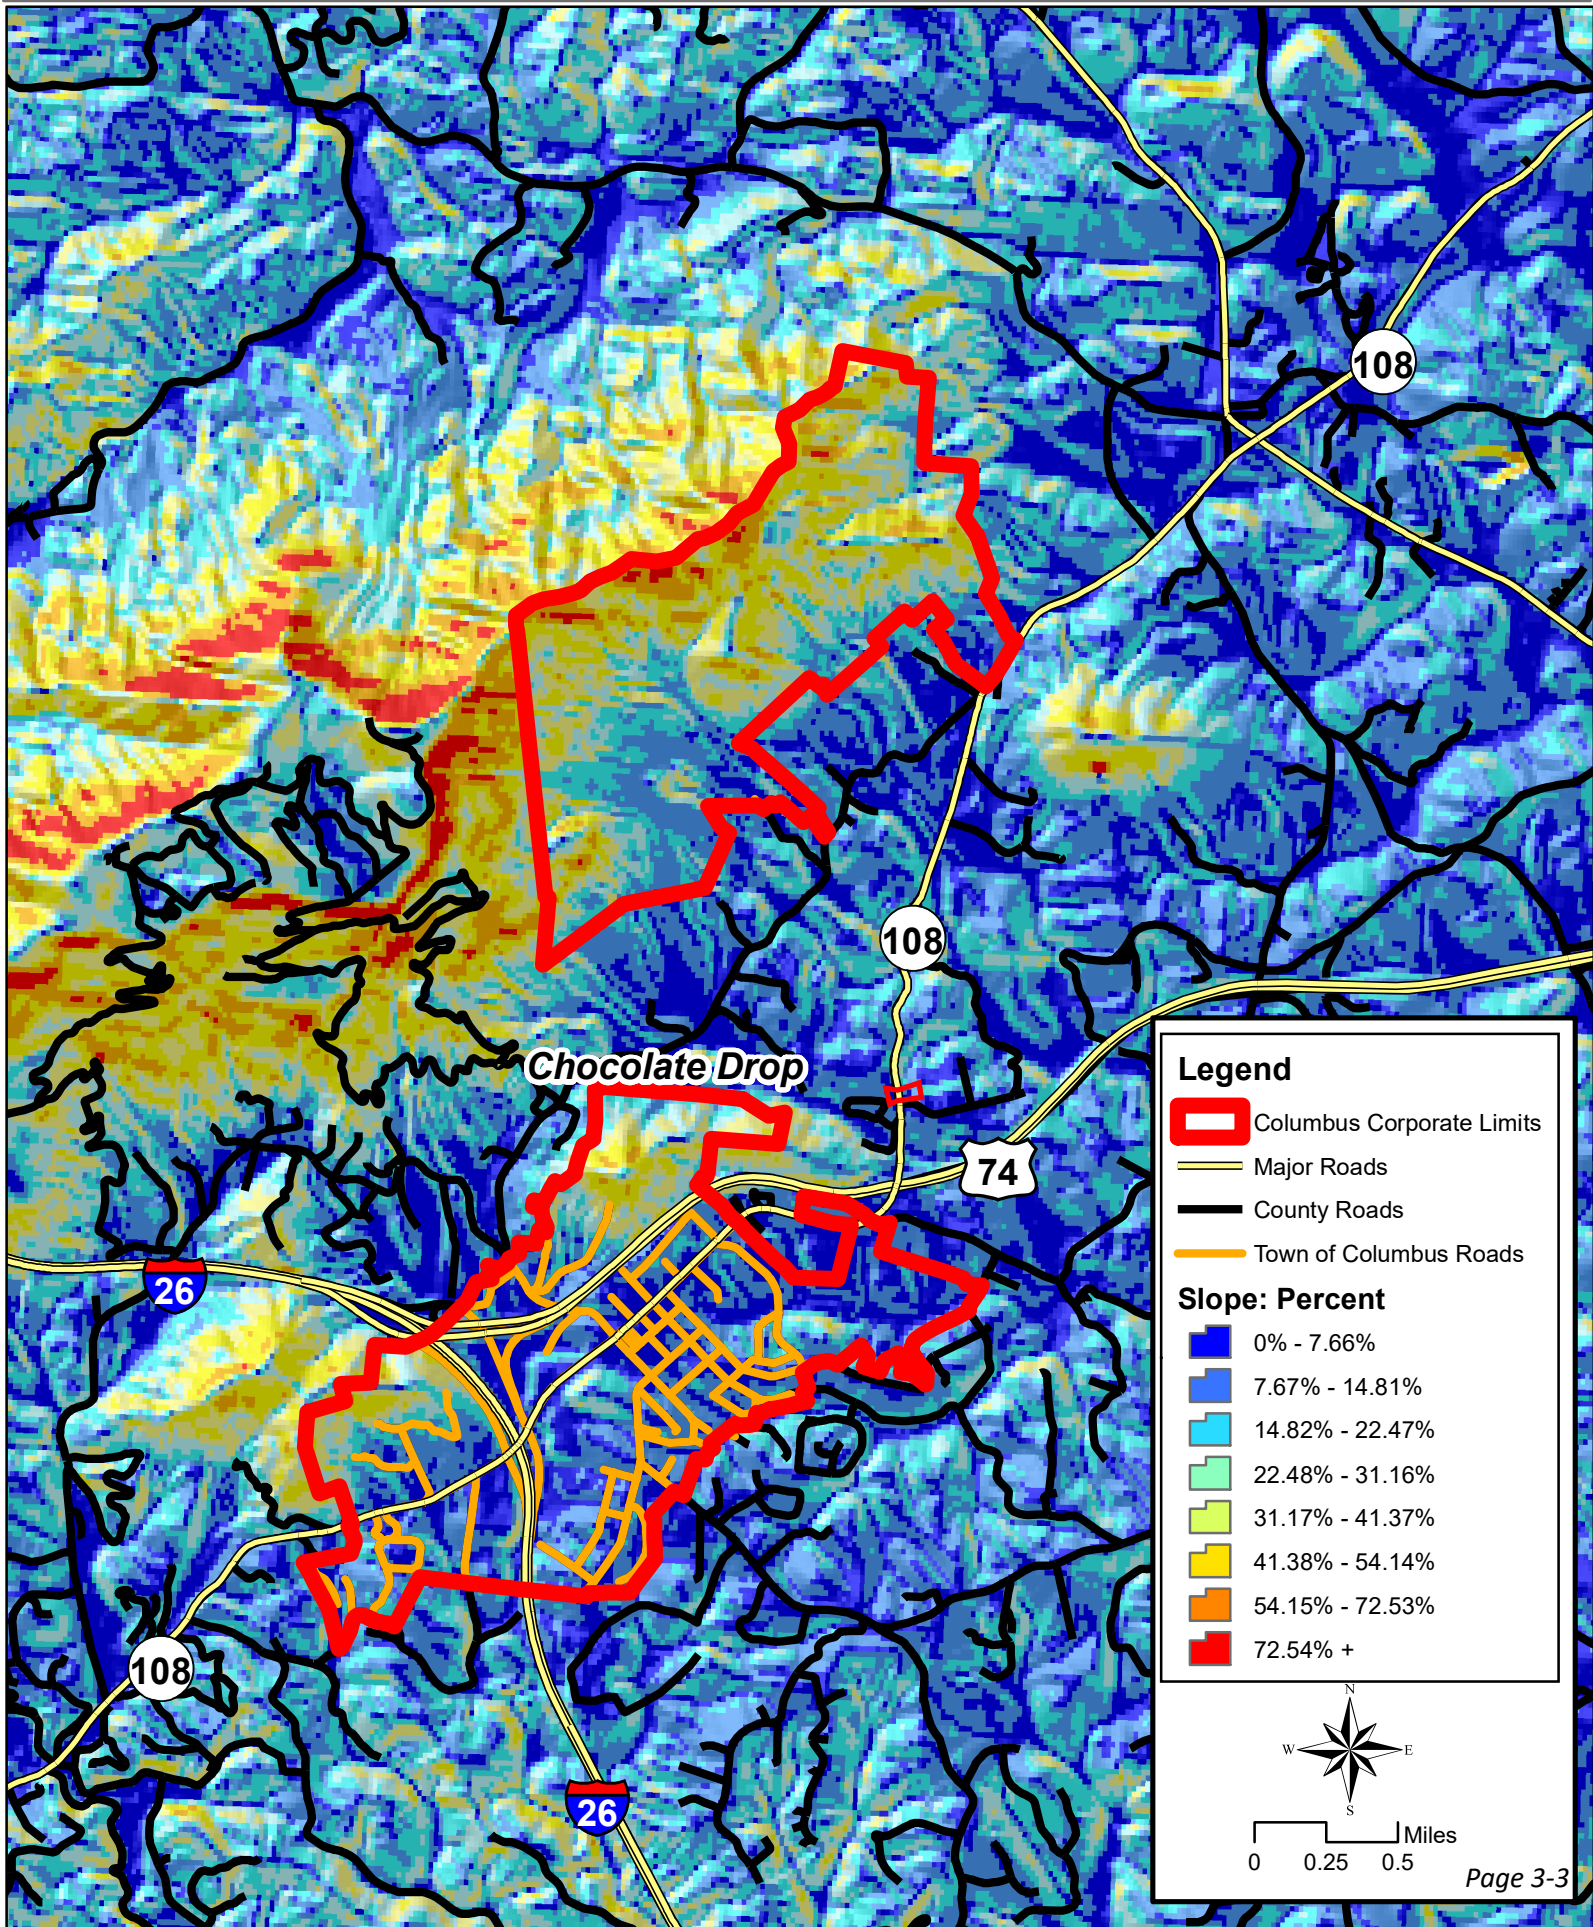 108
108
Chocolate Drop
74
26
108
26
Legend
Columbus Corporate Limits
Major Roads
County Roads
Town of Columbus Roads
Slope: Percent
0% - 7.66%
7.67% - 14.81%
14.82% - 22.47%
22.48% - 31.16%
31.17% - 41.37%
41.38% - 54.14%
54.15% - 72.53%
72.54% +
N
W E
S
Miles
0 0.25 0.5
Page 3-3